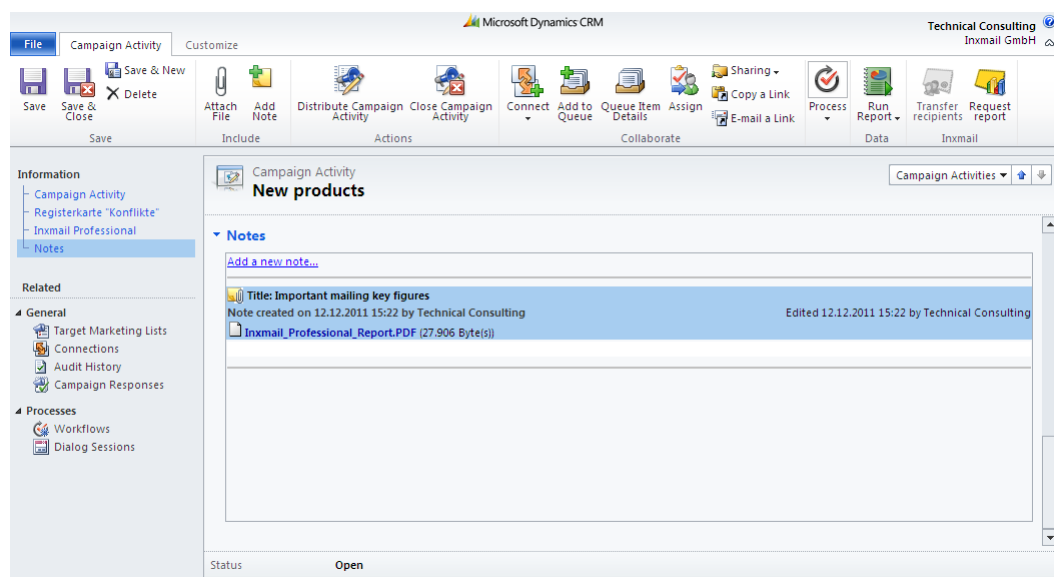 Microsoft Dynamics CRM
Technical Consulting
Inxmail GmbH
File Campaign Activity Customize
Save
Save & Close
Save & New
Delete
Save
Attach File
Add Note
Include
Distribute Campaign Activity
Close Campaign Activity
Actions
Connect
Add to Queue
Queue Item Details
Assign
Sharing
Copy a Link
E-mail a Link
Collaborate
Process
Run Report
Data
Transfer recipients
Request report
Inxmail
Information
Campaign Activity
Registerkarte "Konflikte"
Inxmail Professional
Notes
Related
General
Target Marketing Lists
Connections
Audit History
Campaign Responses
Processes
Workflows
Dialog Sessions
Campaign Activity
New products
Campaign Activities
Notes
Add a new note...
Title: Important mailing key figures
Note created on 12.12.2011 15:22 by Technical Consulting
Edited 12.12.2011 15:22 by Technical Consulting
Inxmail_Professional_Report.PDF (27.906 Byte(s))
Status Open